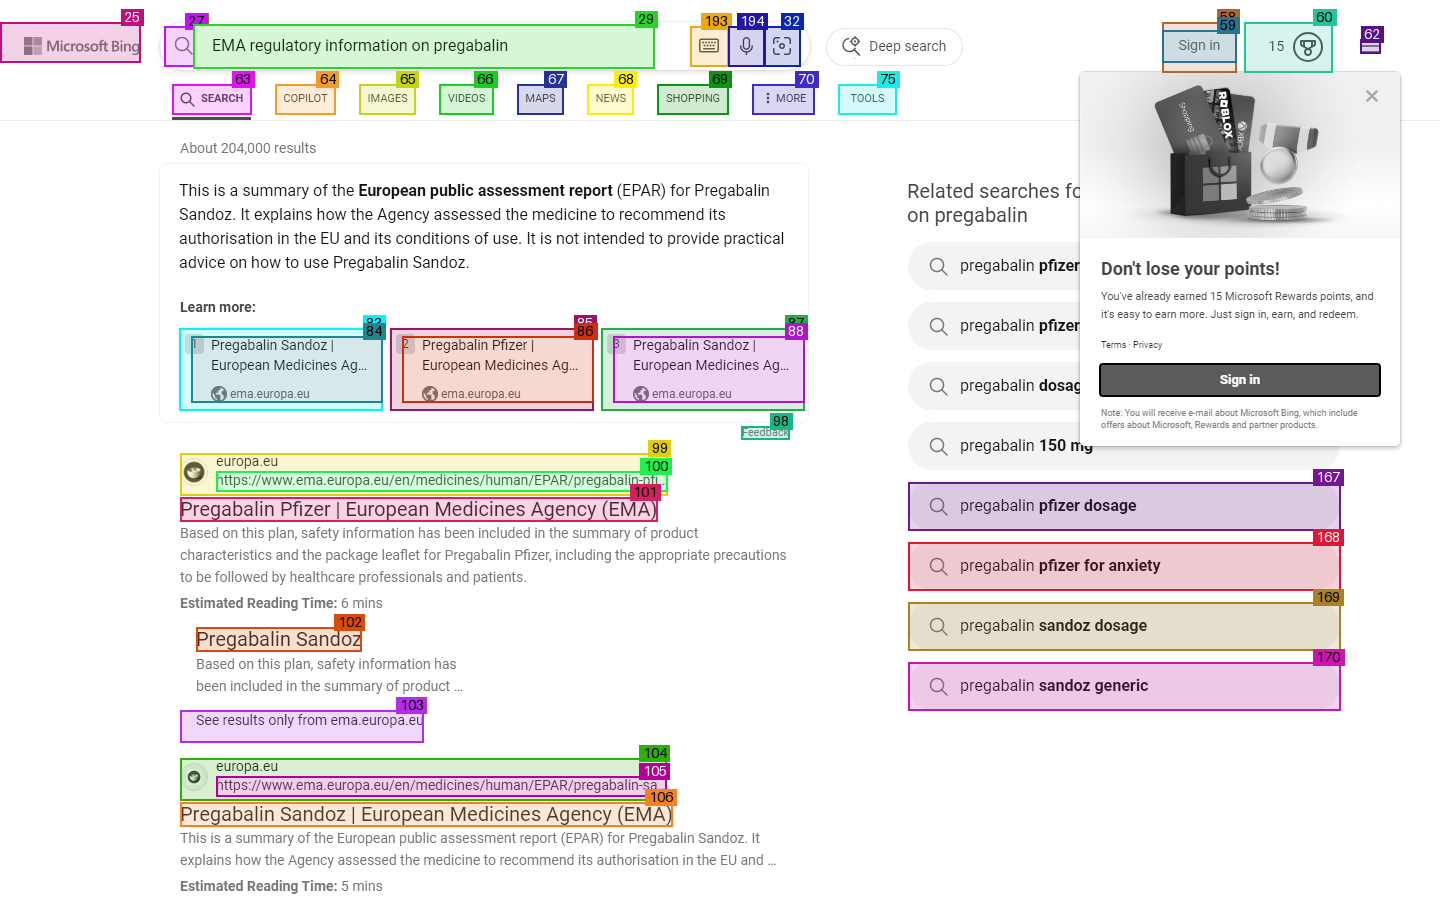 25
27
29
193
194
32
58
59
60
62
Microsoft Bing
EMA regulatory information on pregabalin
Deep search
Sign in
15
63
64
65
66
67
68
69
70
75
SEARCH
COPILOT
IMAGES
VIDEOS
MAPS
NEWS
SHOPPING
MORE
TOOLS
About 204,000 results
This is a summary of the European public assessment report (EPAR) for Pregabalin
Sandoz. It explains how the Agency assessed the medicine to recommend its
authorisation in the EU and its conditions of use. It is not intended to provide practical
advice on how to use Pregabalin Sandoz.
Learn more:
83
84
85
86
87
88
1
Pregabalin Sandoz |
European Medicines Ag...
ema.europa.eu
2
Pregabalin Pfizer |
European Medicines Ag...
ema.europa.eu
3
Pregabalin Sandoz |
European Medicines Ag...
ema.europa.eu
98
Feedback
99
europa.eu
100
https://www.ema.europa.eu/en/medicines/human/EPAR/pregabalin-pfi...
101
Pregabalin Pfizer | European Medicines Agency (EMA)
Based on this plan, safety information has been included in the summary of product
characteristics and the package leaflet for Pregabalin Pfizer, including the appropriate precautions
to be followed by healthcare professionals and patients.
Estimated Reading Time: 6 mins
102
Pregabalin Sandoz
Based on this plan, safety information has
been included in the summary of product ...
103
See results only from ema.europa.eu
104
europa.eu
105
https://www.ema.europa.eu/en/medicines/human/EPAR/pregabalin-sa...
106
Pregabalin Sandoz | European Medicines Agency (EMA)
This is a summary of the European public assessment report (EPAR) for Pregabalin Sandoz. It
explains how the Agency assessed the medicine to recommend its authorisation in the EU and ...
Estimated Reading Time: 5 mins
Related searches fo
on pregabalin
pregabalin pfizer
pregabalin pfizer
pregabalin dosag
pregabalin 150 mg
167
pregabalin pfizer dosage
168
pregabalin pfizer for anxiety
169
pregabalin sandoz dosage
170
pregabalin sandoz generic
ROBLOX
XBOX
Don't lose your points!
You've already earned 15 Microsoft Rewards points, and
it's easy to earn more. Just sign in, earn, and redeem.
Terms · Privacy
Sign in
Note: You will receive e-mail about Microsoft Bing, which include
offers about Microsoft, Rewards and partner products.